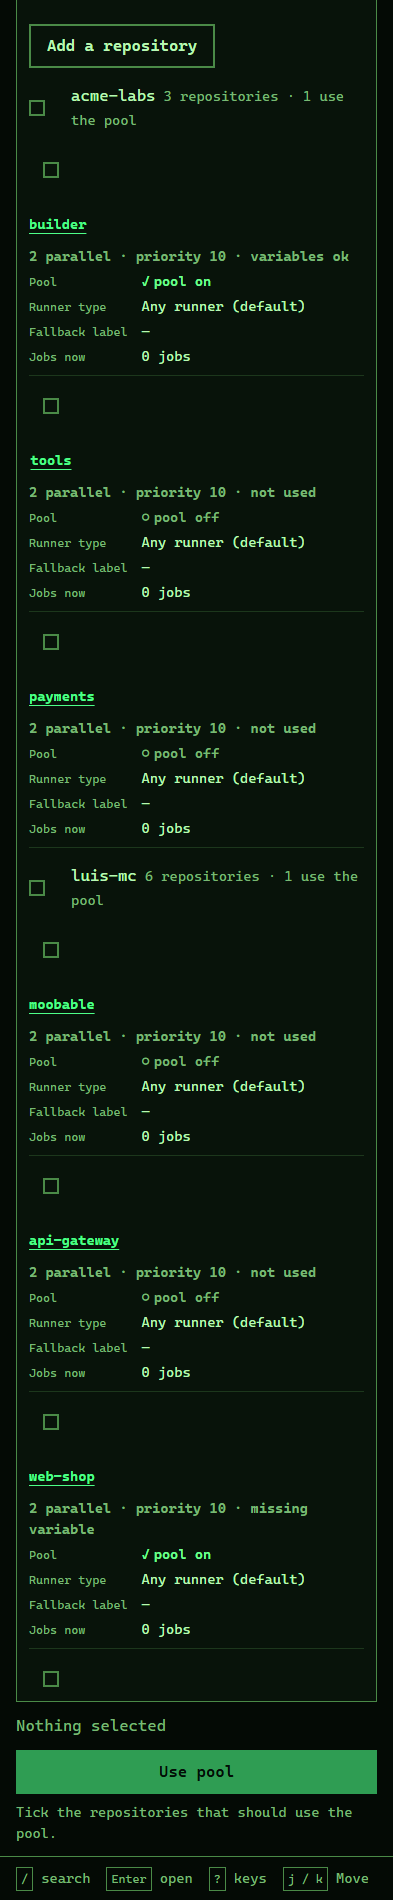 Add a repository
acme-labs 3 repositories · 1 use
the pool
builder
2 parallel · priority 10 · variables ok
Pool ✓ pool on
Runner type Any runner (default)
Fallback label —
Jobs now 0 jobs
tools
2 parallel · priority 10 · not used
Pool ○ pool off
Runner type Any runner (default)
Fallback label —
Jobs now 0 jobs
payments
2 parallel · priority 10 · not used
Pool ○ pool off
Runner type Any runner (default)
Fallback label —
Jobs now 0 jobs
luis-mc 6 repositories · 1 use the
pool
moobable
2 parallel · priority 10 · not used
Pool ○ pool off
Runner type Any runner (default)
Fallback label —
Jobs now 0 jobs
api-gateway
2 parallel · priority 10 · not used
Pool ○ pool off
Runner type Any runner (default)
Fallback label —
Jobs now 0 jobs
web-shop
2 parallel · priority 10 · missing
variable
Pool ✓ pool on
Runner type Any runner (default)
Fallback label —
Jobs now 0 jobs
Nothing selected
Use pool
Tick the repositories that should use the
pool.
/ search Enter open ? keys j / k Move